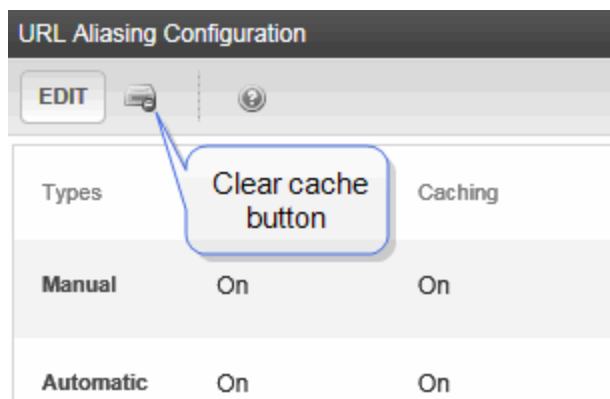 URL Aliasing Configuration
EDIT
Clear cache
button
Types Caching
Manual On On
Automatic On On